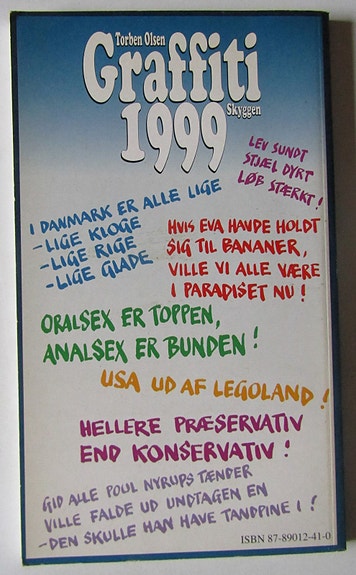 Torben Olsen
Graffiti
Skyggen
1999
LEV SUNDT
STJÆL DYRT
LØB STÆRKT!
I DANMARK ER ALLE LIGE
-LIGE KLOGE
-LIGE RIGE
-LIGE GLADE
HVIS EVA HAVDE HOLDT
SIG TIL BANANER,
VILLE VI ALLE VÆRE
I PARADISET NU!
ORALSEX ER TOPPEN,
ANALSEX ER BUNDEN!
USA UD AF LEGOLAND!
HELLERE PRÆSERVATIV
END KONSERVATIV!
GID ALLE POUL NYRUPS TÆNDER
VILLE FALDE UD UNDTAGEN EN
-DEN SKULLE HAN HAVE TANDPINE I!
ISBN 87-89012-41-0